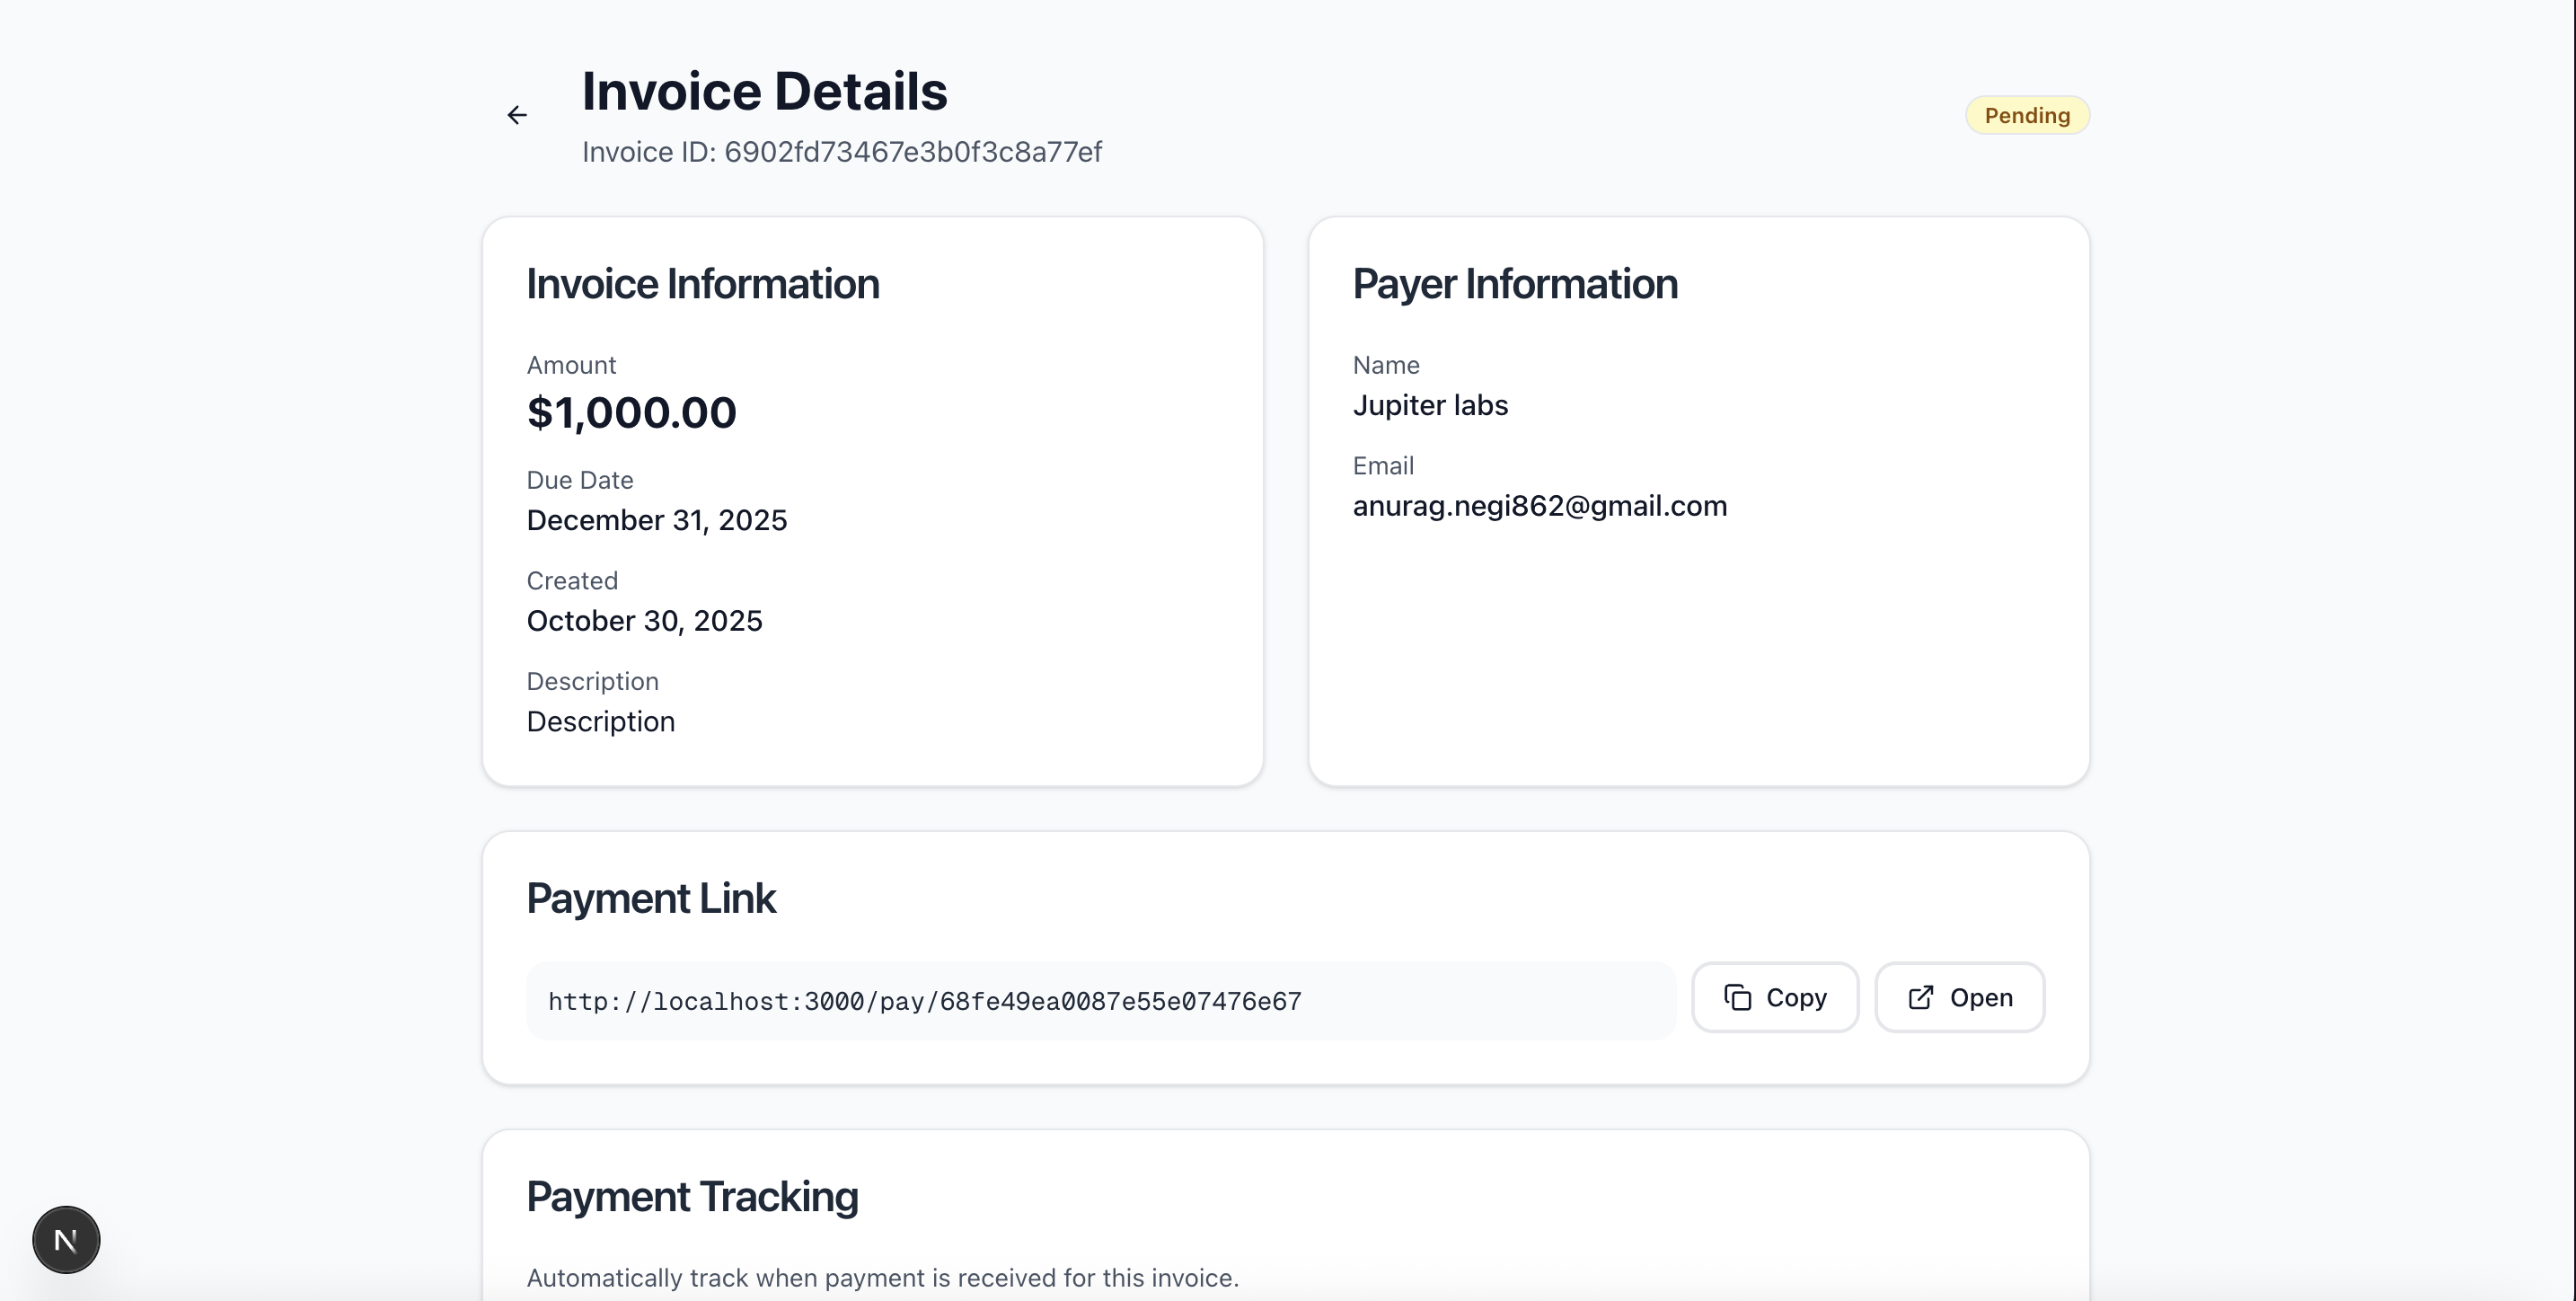 Invoice Details
Invoice ID: 6902fd73467e3b0f3c8a77ef
Pending
Invoice Information
Amount
$1,000.00
Due Date
December 31, 2025
Created
October 30, 2025
Description
Description
Payer Information
Name
Jupiter labs
Email
anurag.negi862@gmail.com
Payment Link
http://localhost:3000/pay/68fe49ea0087e55e07476e67
Copy
Open
Payment Tracking
Automatically track when payment is received for this invoice.
N